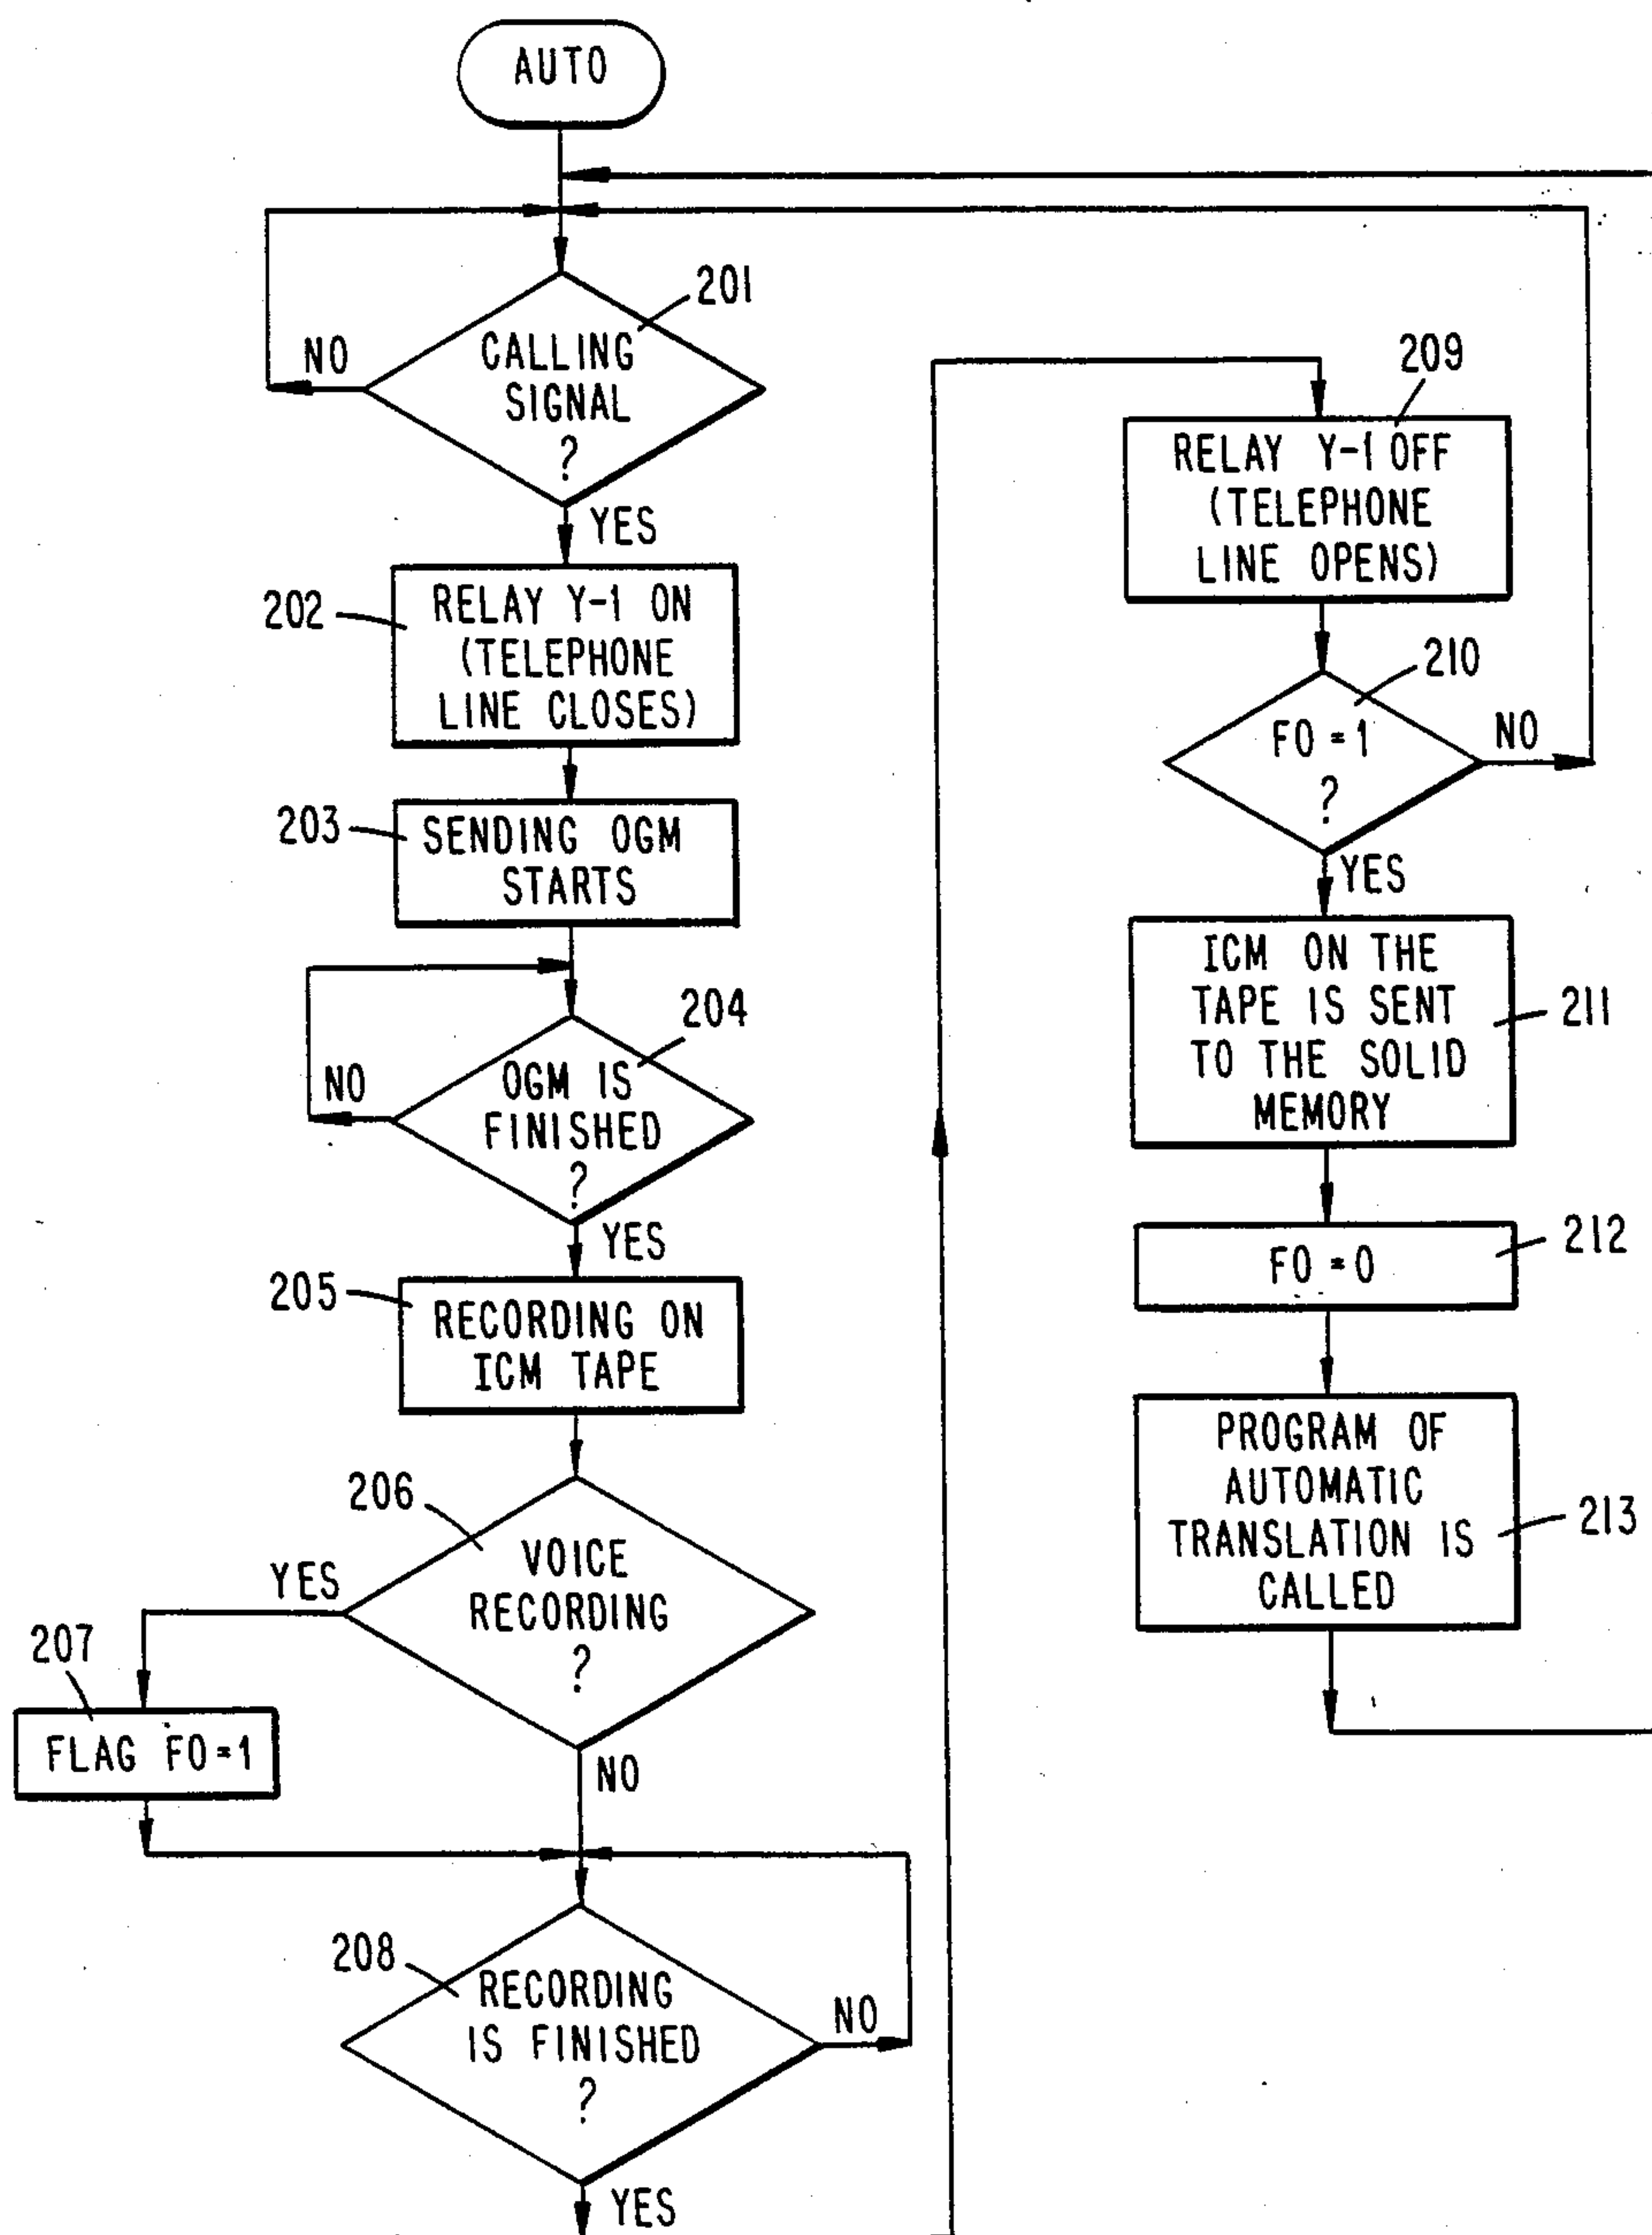 AUTO
201
CALLING
SIGNAL
?
NO
YES
202
RELAY Y-1 ON
(TELEPHONE
LINE CLOSES)
203
SENDING OGM
STARTS
204
OGM IS
FINISHED
?
NO
YES
205
RECORDING ON
ICM TAPE
206
VOICE
RECORDING
?
YES
NO
207
FLAG F0=1
208
RECORDING
IS FINISHED
?
NO
YES
209
RELAY Y-1 OFF
(TELEPHONE
LINE OPENS)
210
F0=1
?
NO
YES
ICM ON THE
TAPE IS SENT
TO THE SOLID
MEMORY
211
F0=0
212
PROGRAM OF
AUTOMATIC
TRANSLATION IS
CALLED
213